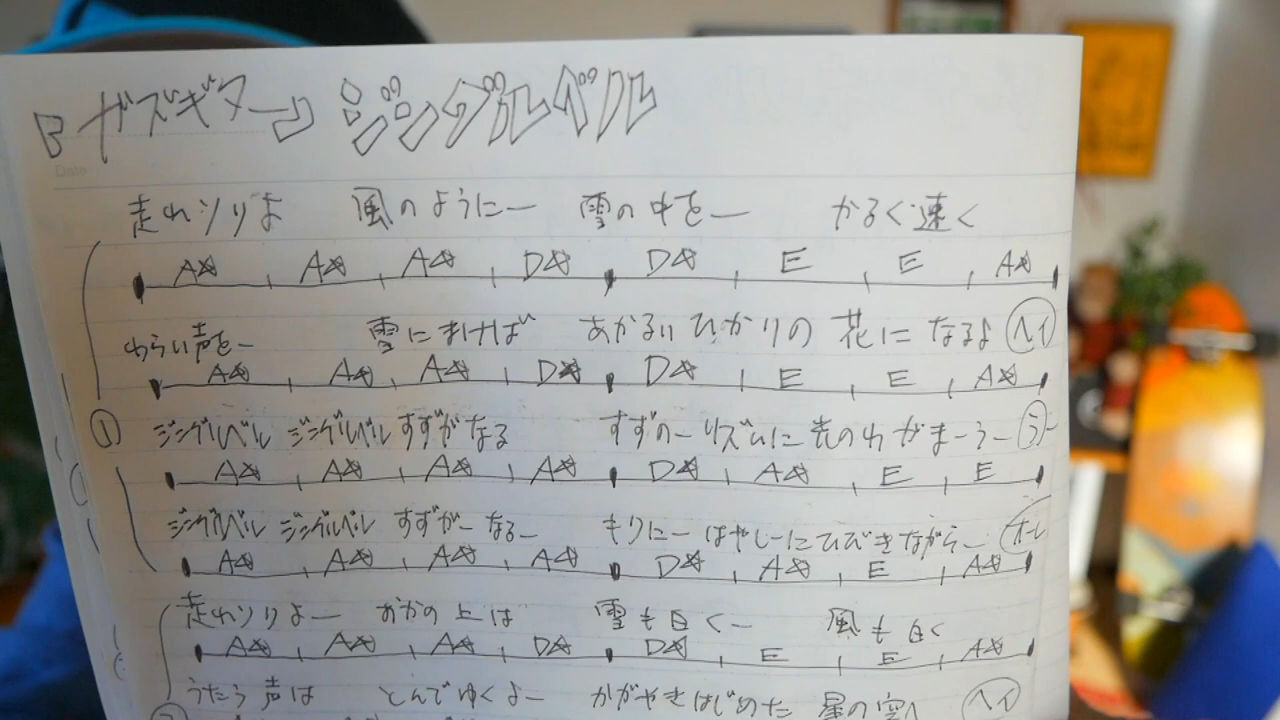 『ガズギター』 ジングルベル
Date
走れソリよ 風のようにー 雪の中をー かるく速く
A☆ A☆ A☆ D☆ D☆ E E A☆
わらい声をー 雪にまけば あかるいひかりの花になるよ ヘイ
A☆ A☆ A☆ D☆ D☆ E E A☆
① ジングルベル ジングルベル すずがなる すずのーリズムに光のわがまーうー
A☆ A☆ A☆ A☆ D☆ A☆ E E
ジングルベル ジングルベル すずがーなるー もりにーはやしーにひびきながらー オーレ
A☆ A☆ A☆ A☆ D☆ A☆ E A☆
走れソリよー おかの上は 雪も白くー 風も白く
A☆ A☆ A☆ D☆ D☆ E E A☆
うたう声は とんでゆくよー かがやきはじめた 星の空へ ヘイ